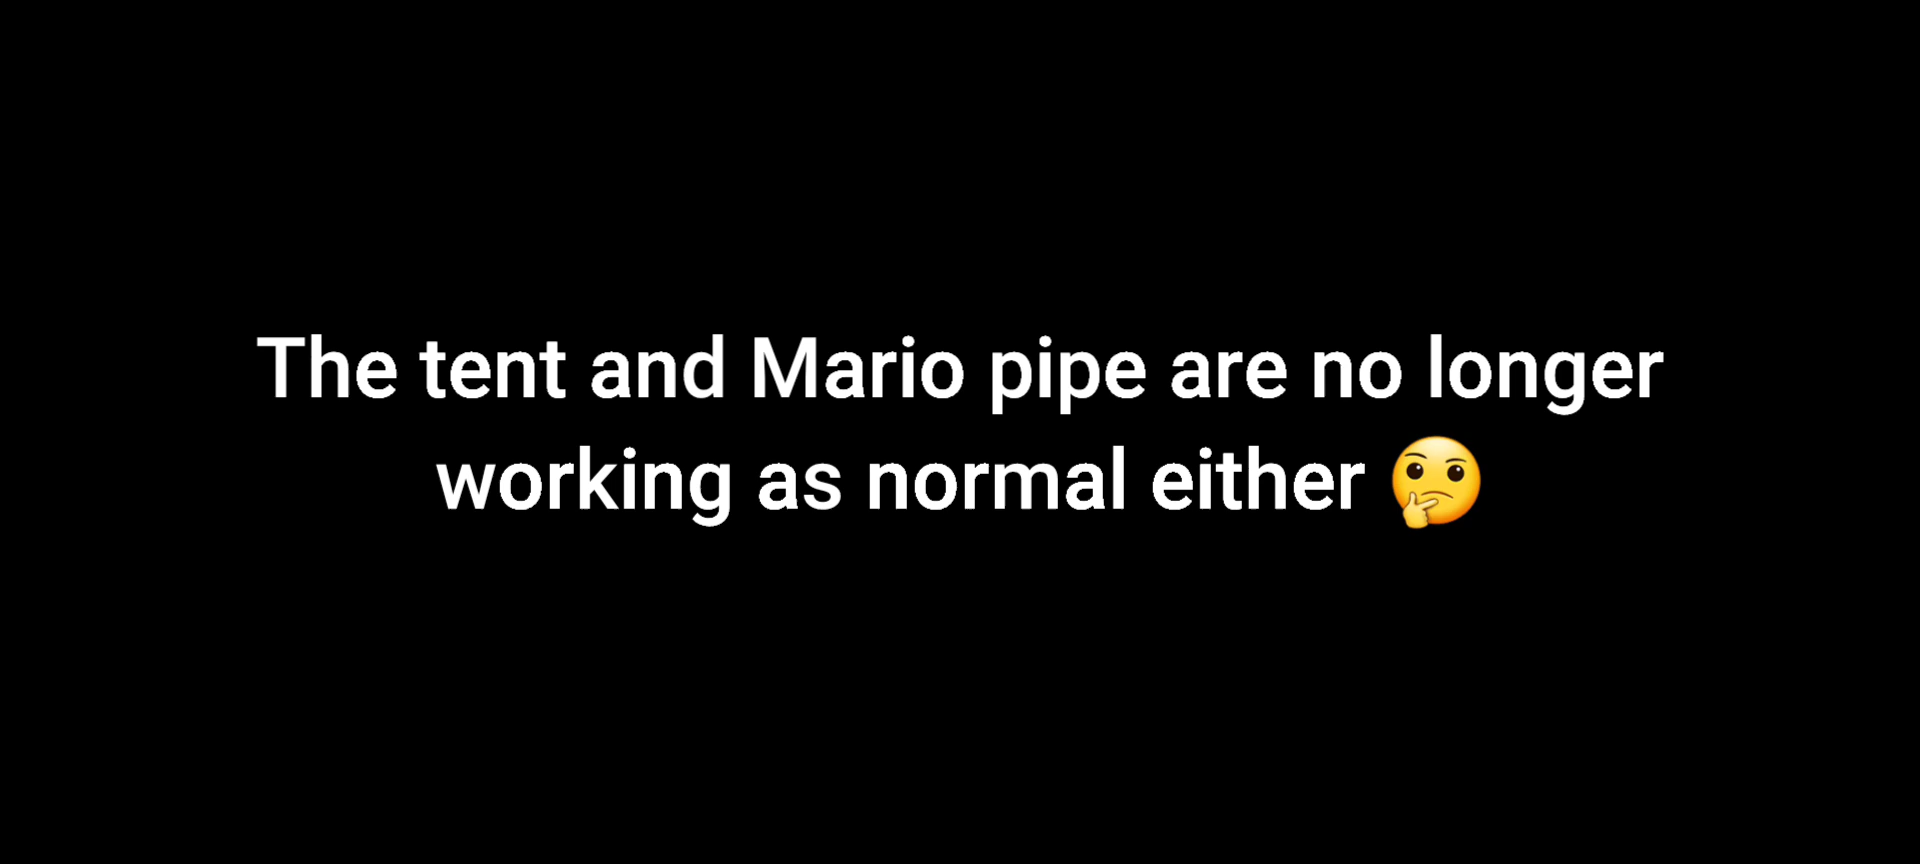 The tent and Mario pipe are no longer
working as normal either 🤔